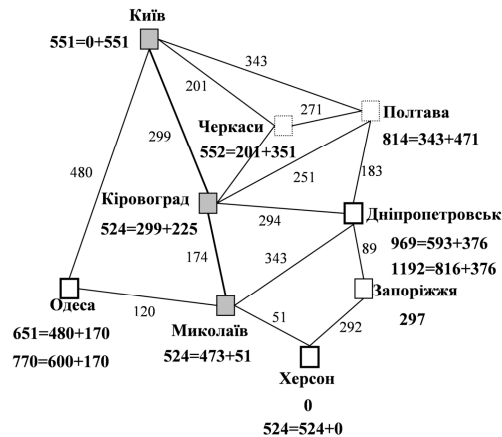 Київ
551=0+551
343
201
271
Полтава
Черкаси
814=343+471
299
552=201+351
480
251
183
Кіровоград
294
Дніпропетровськ
524=299+225
969=593+376
174
343
89
1192=816+376
Одеса
120
Запоріжжя
651=480+170
Миколаїв
51
292
297
770=600+170
524=473+51
Херсон
0
524=524+0